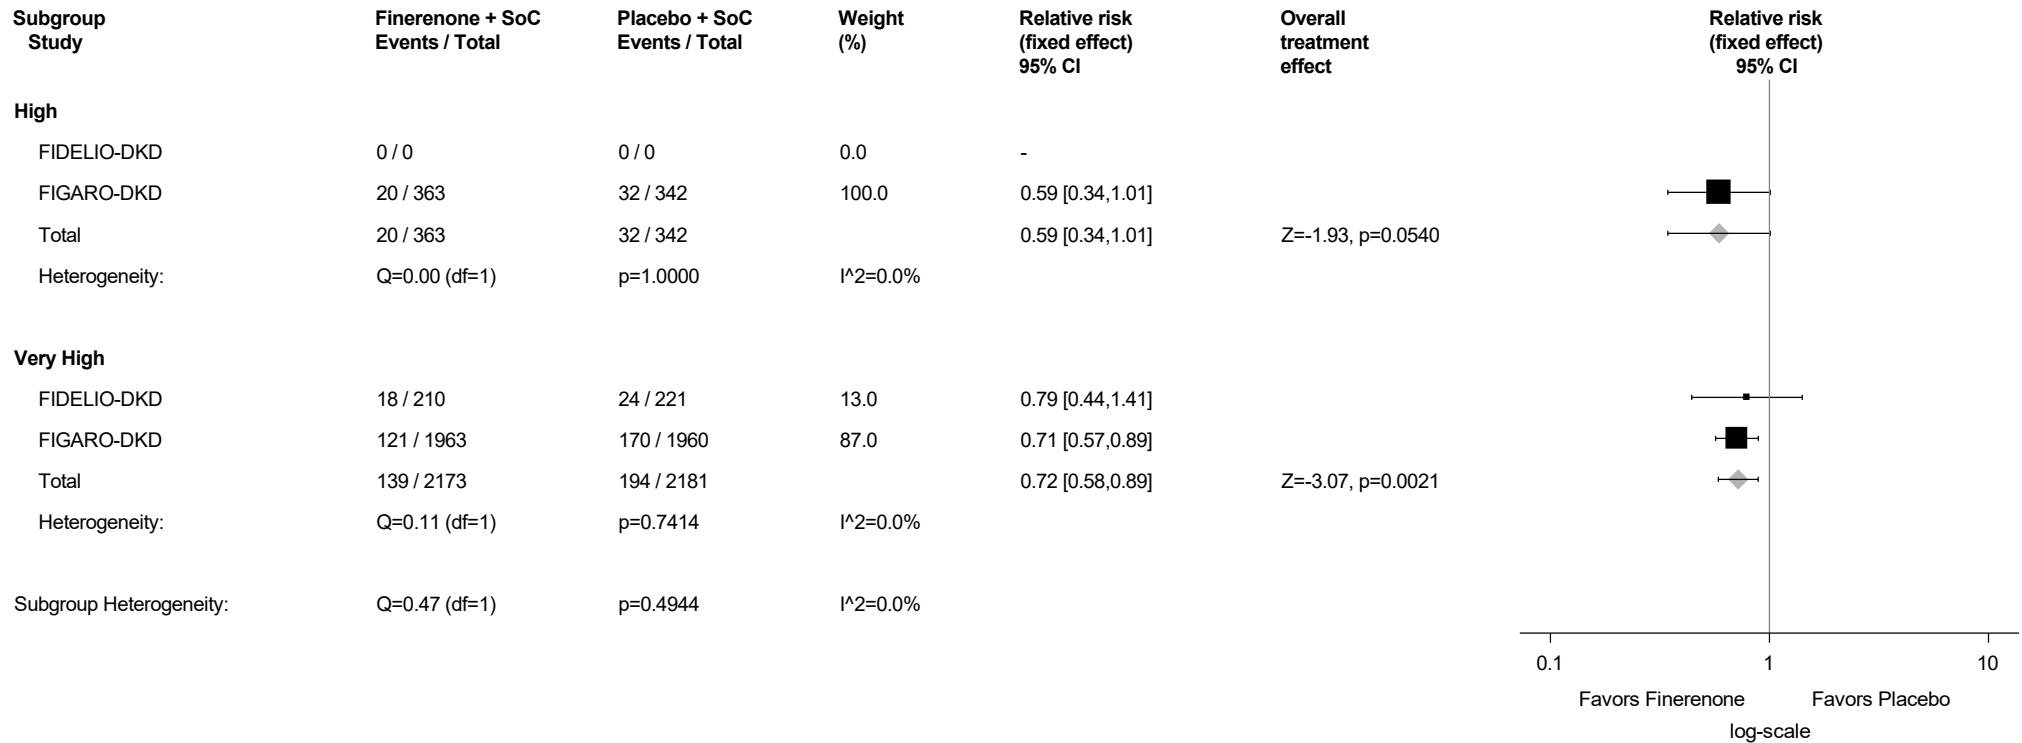 Subgroup Finerenone + SoC Placebo + SoC Weight Relative risk Overall Relative risk
Study Events / Total Events / Total (%) (fixed effect) treatment (fixed effect)
95% CI effect 95% CI
High
FIDELIO-DKD 0 / 0 0 / 0 0.0 -
FIGARO-DKD 20 / 363 32 / 342 100.0 0.59 [0.34,1.01]
Total 20 / 363 32 / 342 0.59 [0.34,1.01] Z=-1.93, p=0.0540
Heterogeneity: Q=0.00 (df=1) p=1.0000 I^2=0.0%
Very High
FIDELIO-DKD 18 / 210 24 / 221 13.0 0.79 [0.44,1.41]
FIGARO-DKD 121 / 1963 170 / 1960 87.0 0.71 [0.57,0.89]
Total 139 / 2173 194 / 2181 0.72 [0.58,0.89] Z=-3.07, p=0.0021
Heterogeneity: Q=0.11 (df=1) p=0.7414 I^2=0.0%
Subgroup Heterogeneity: Q=0.47 (df=1) p=0.4944 I^2=0.0%
0.1 1 10
Favors Finerenone Favors Placebo
log-scale